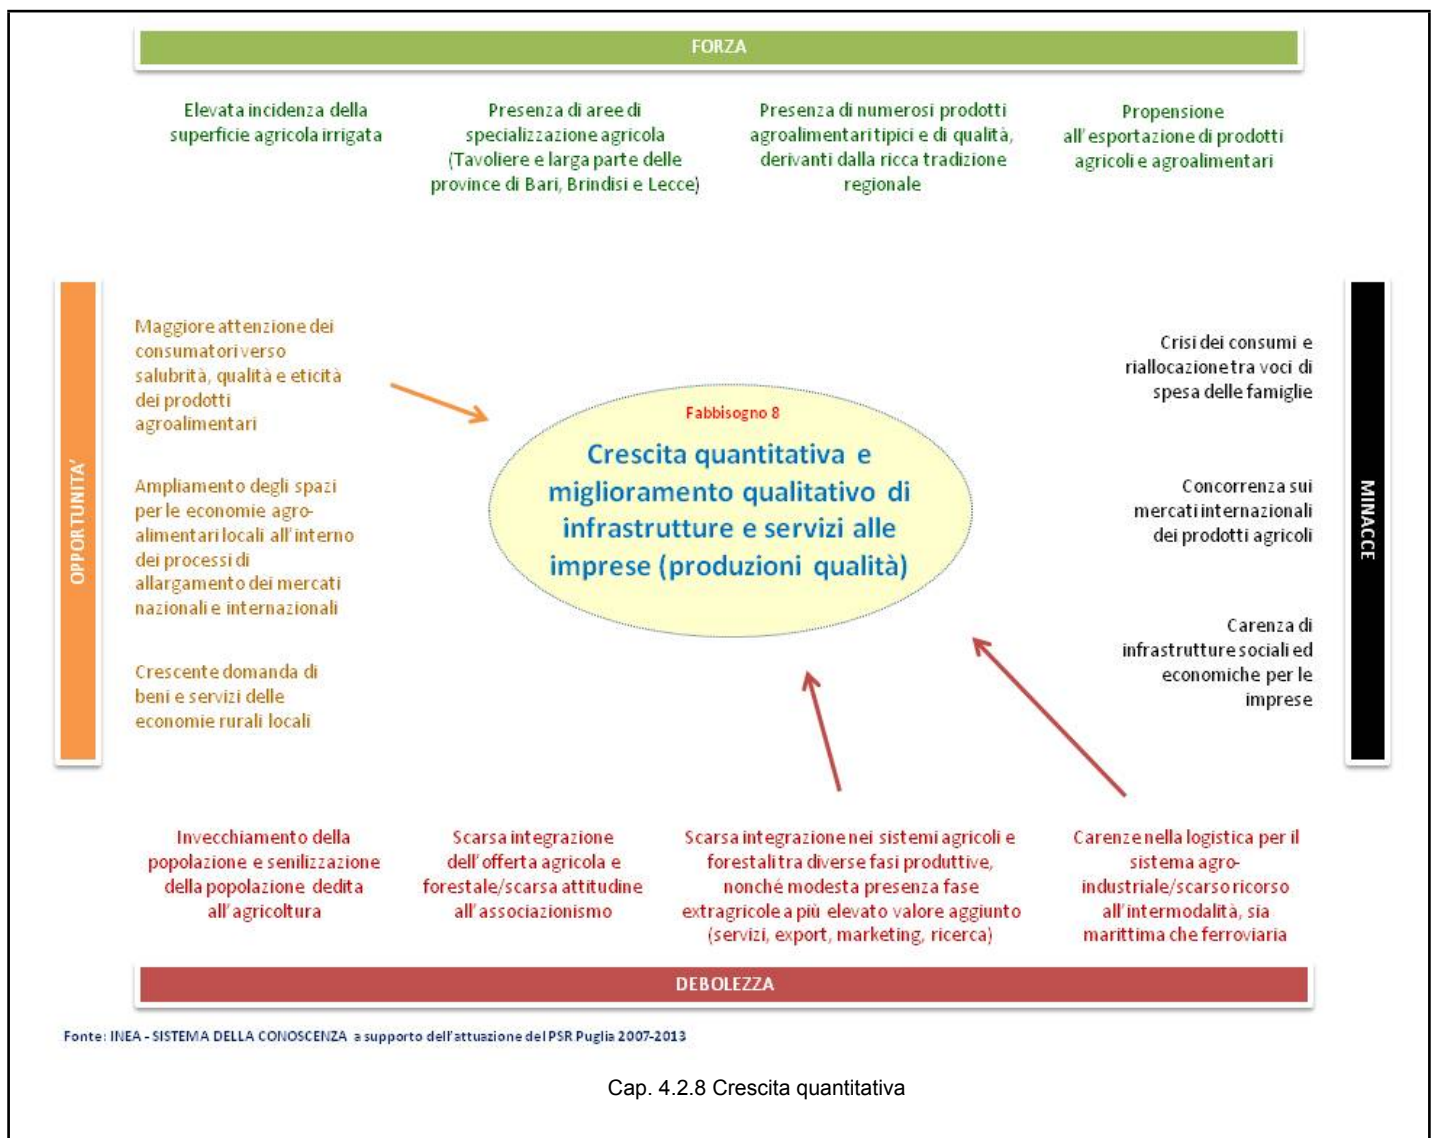 FORZA
Elevata incidenza della
superficie agricola irrigata
Presenza di aree di
specializzazione agricola
(Tavoliere e larga parte delle
province di Bari, Brindisi e Lecce)
Presenza di numerosi prodotti
agroalimentari tipici e di qualità,
derivanti dalla ricca tradizione
regionale
Propensione
all'esportazione di prodotti
agricoli e agroalimentari
OPPORTUNITA'
Maggiore attenzione dei
consumatori verso
salubrità, qualità e eticità
dei prodotti
agroalimentari
Ampliamento degli spazi
per le economie agro-
alimentari locali all'interno
dei processi di
allargamento dei mercati
nazionali e internazionali
Crescente domanda di
beni e servizi delle
economie rurali locali
Fabbisogno 8
Crescita quantitativa e
miglioramento qualitativo di
infrastrutture e servizi alle
imprese (produzioni qualità)
Crisi dei consumi e
riallocazione tra voci di
spesa delle famiglie
Concorrenza sui
mercati internazionali
dei prodotti agricoli
Carenza di
infrastrutture sociali ed
economiche per le
imprese
MINACCE
Invecchiamento della
popolazione e senilizzazione
della popolazione dedita
all'agricoltura
Scarsa integrazione
dell'offerta agricola e
forestale/scarsa attitudine
all'associazionismo
Scarsa integrazione nei sistemi agricoli e
forestali tra diverse fasi produttive,
nonché modesta presenza fase
extragricole a più elevato valore aggiunto
(servizi, export, marketing, ricerca)
Carenze nella logistica per il
sistema agro-
industriale/scarso ricorso
all'intermodalità, sia
marittima che ferroviaria
DEBOLEZZA
Fonte: INEA - SISTEMA DELLA CONOSCENZA a supporto dell'attuazione del PSR Puglia 2007-2013
Cap. 4.2.8 Crescita quantitativa